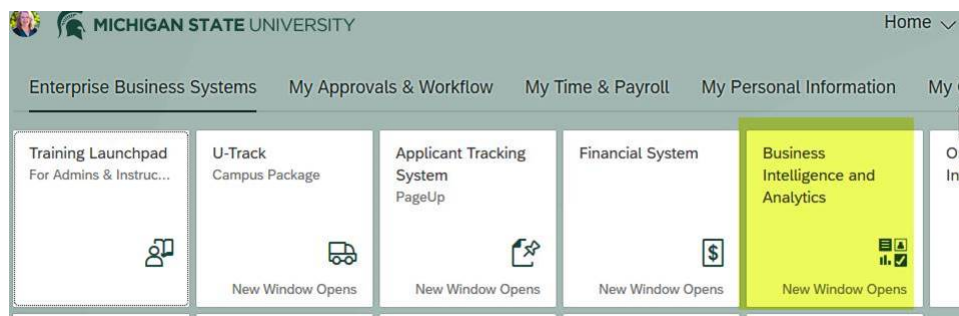 MICHIGAN STATE UNIVERSITY
Home
Enterprise Business Systems
My Approvals & Workflow
My Time & Payroll
My Personal Information
My
Training Launchpad
For Admins & Instruc...
U-Track
Campus Package
New Window Opens
Applicant Tracking
System
PageUp
New Window Opens
Financial System
$
New Window Opens
Business
Intelligence and
Analytics
New Window Opens
O
In